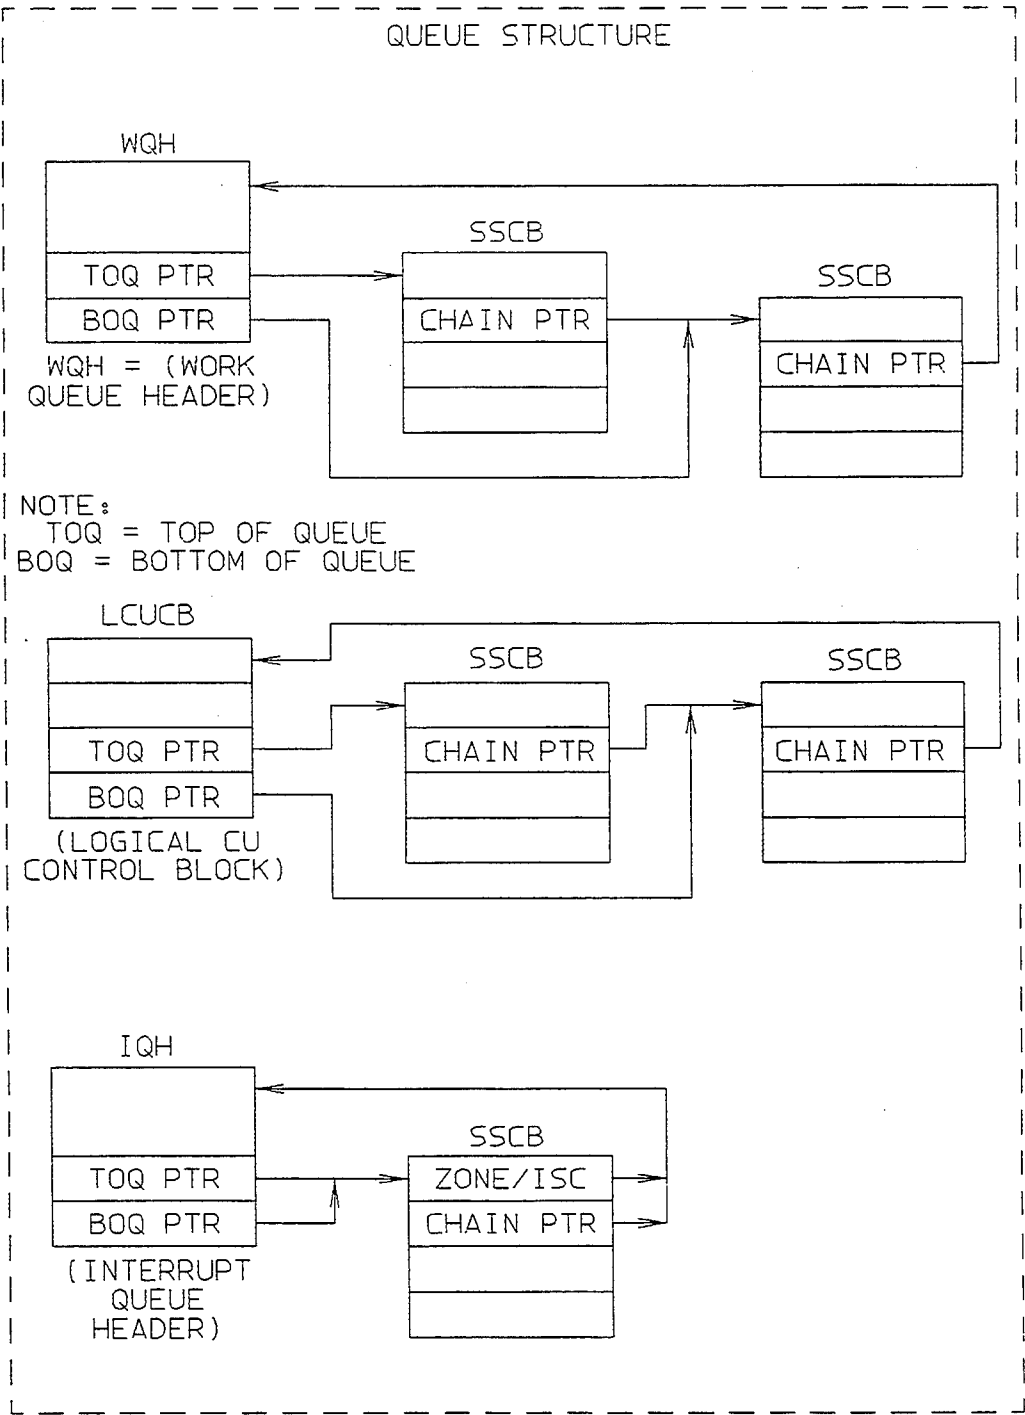 QUEUE STRUCTURE
WQH
SSCB
SSCB
TOQ PTR
BOQ PTR
CHAIN PTR
CHAIN PTR
WQH = (WORK
QUEUE HEADER)
NOTE:
TOQ = TOP OF QUEUE
BOQ = BOTTOM OF QUEUE
LCUCB
SSCB
SSCB
TOQ PTR
CHAIN PTR
CHAIN PTR
BOQ PTR
(LOGICAL CU
CONTROL BLOCK)
IQH
SSCB
TOQ PTR
ZONE/ISC
BOQ PTR
CHAIN PTR
(INTERRUPT
QUEUE
HEADER)